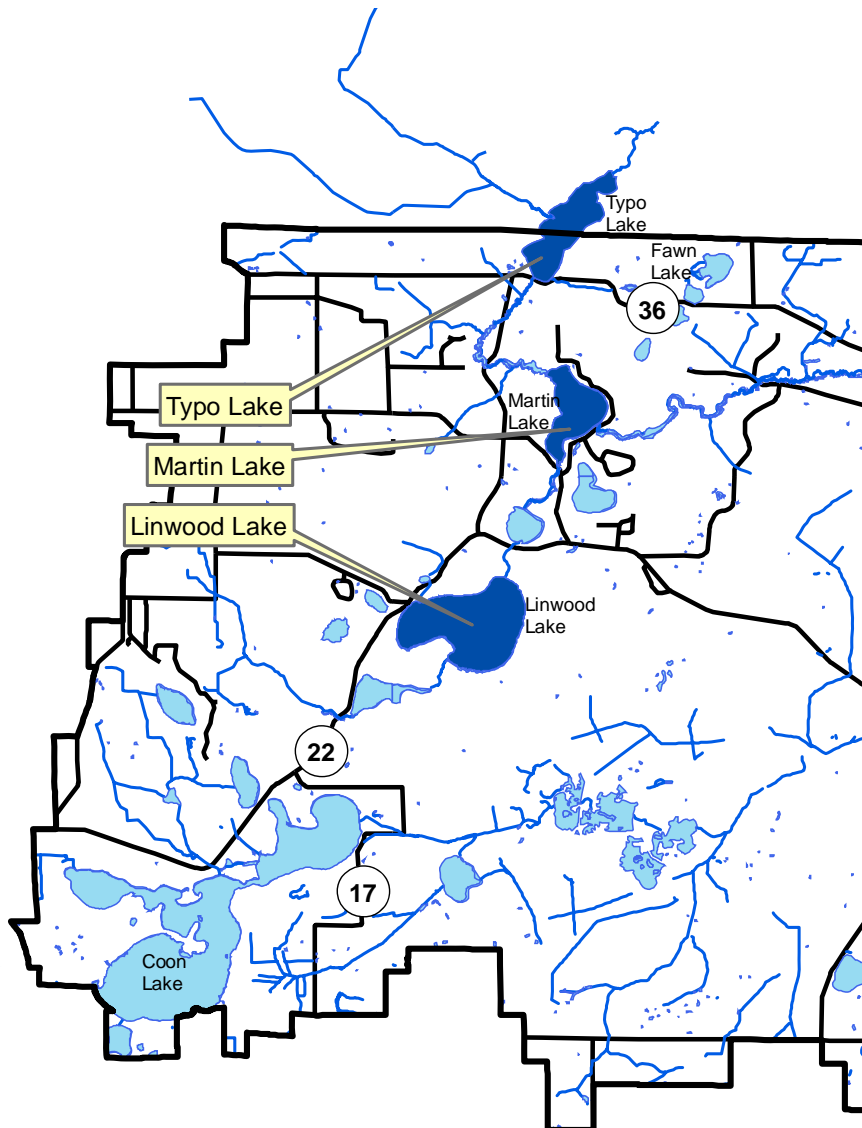 Typo
Lake
Fawn
Lake
36
Typo Lake
Martin
Lake
Martin Lake
Linwood Lake
Linwood
Lake
22
17
Coon
Lake